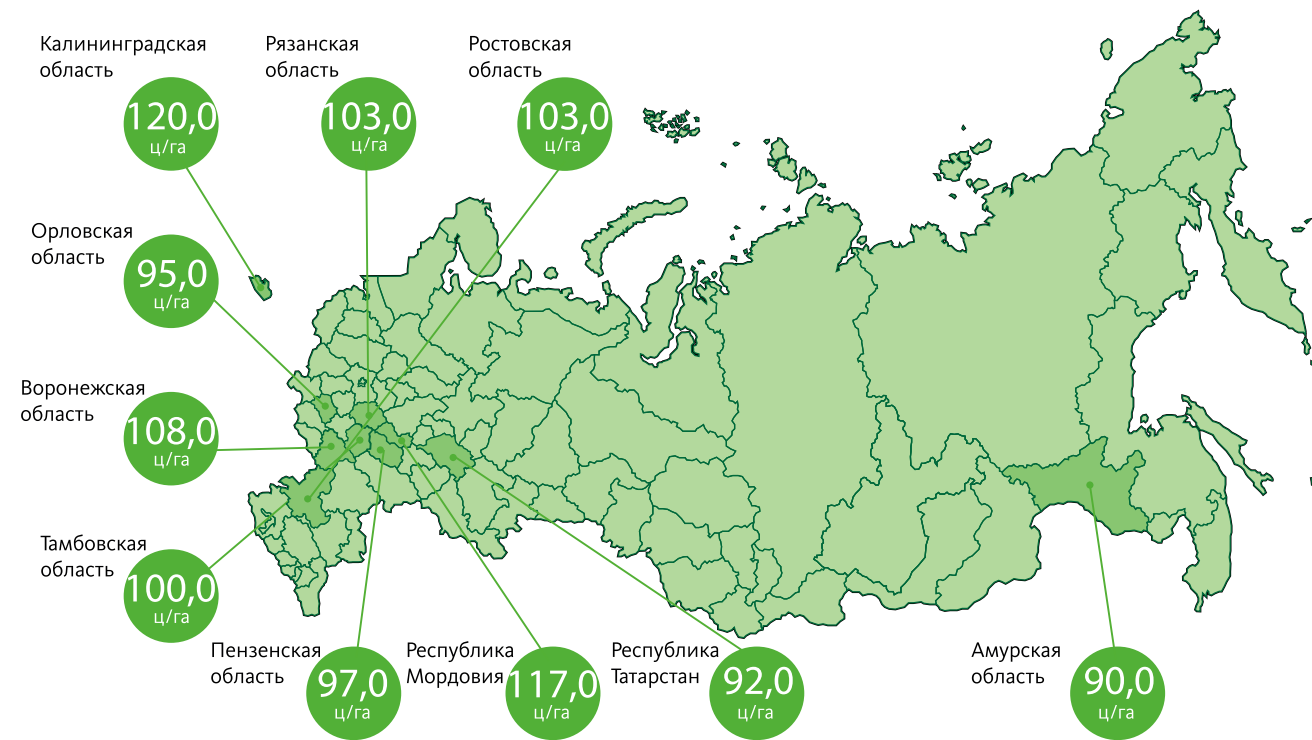 Калининградская
область
120,0
ц/га
Рязанская
область
103,0
ц/га
Ростовская
область
103,0
ц/га
Орловская
область
95,0
ц/га
Воронежская
область
108,0
ц/га
Тамбовская
область
100,0
ц/га
Пензенская
область
97,0
ц/га
Республика
Мордовия
117,0
ц/га
Республика
Татарстан
92,0
ц/га
Амурская
область
90,0
ц/га